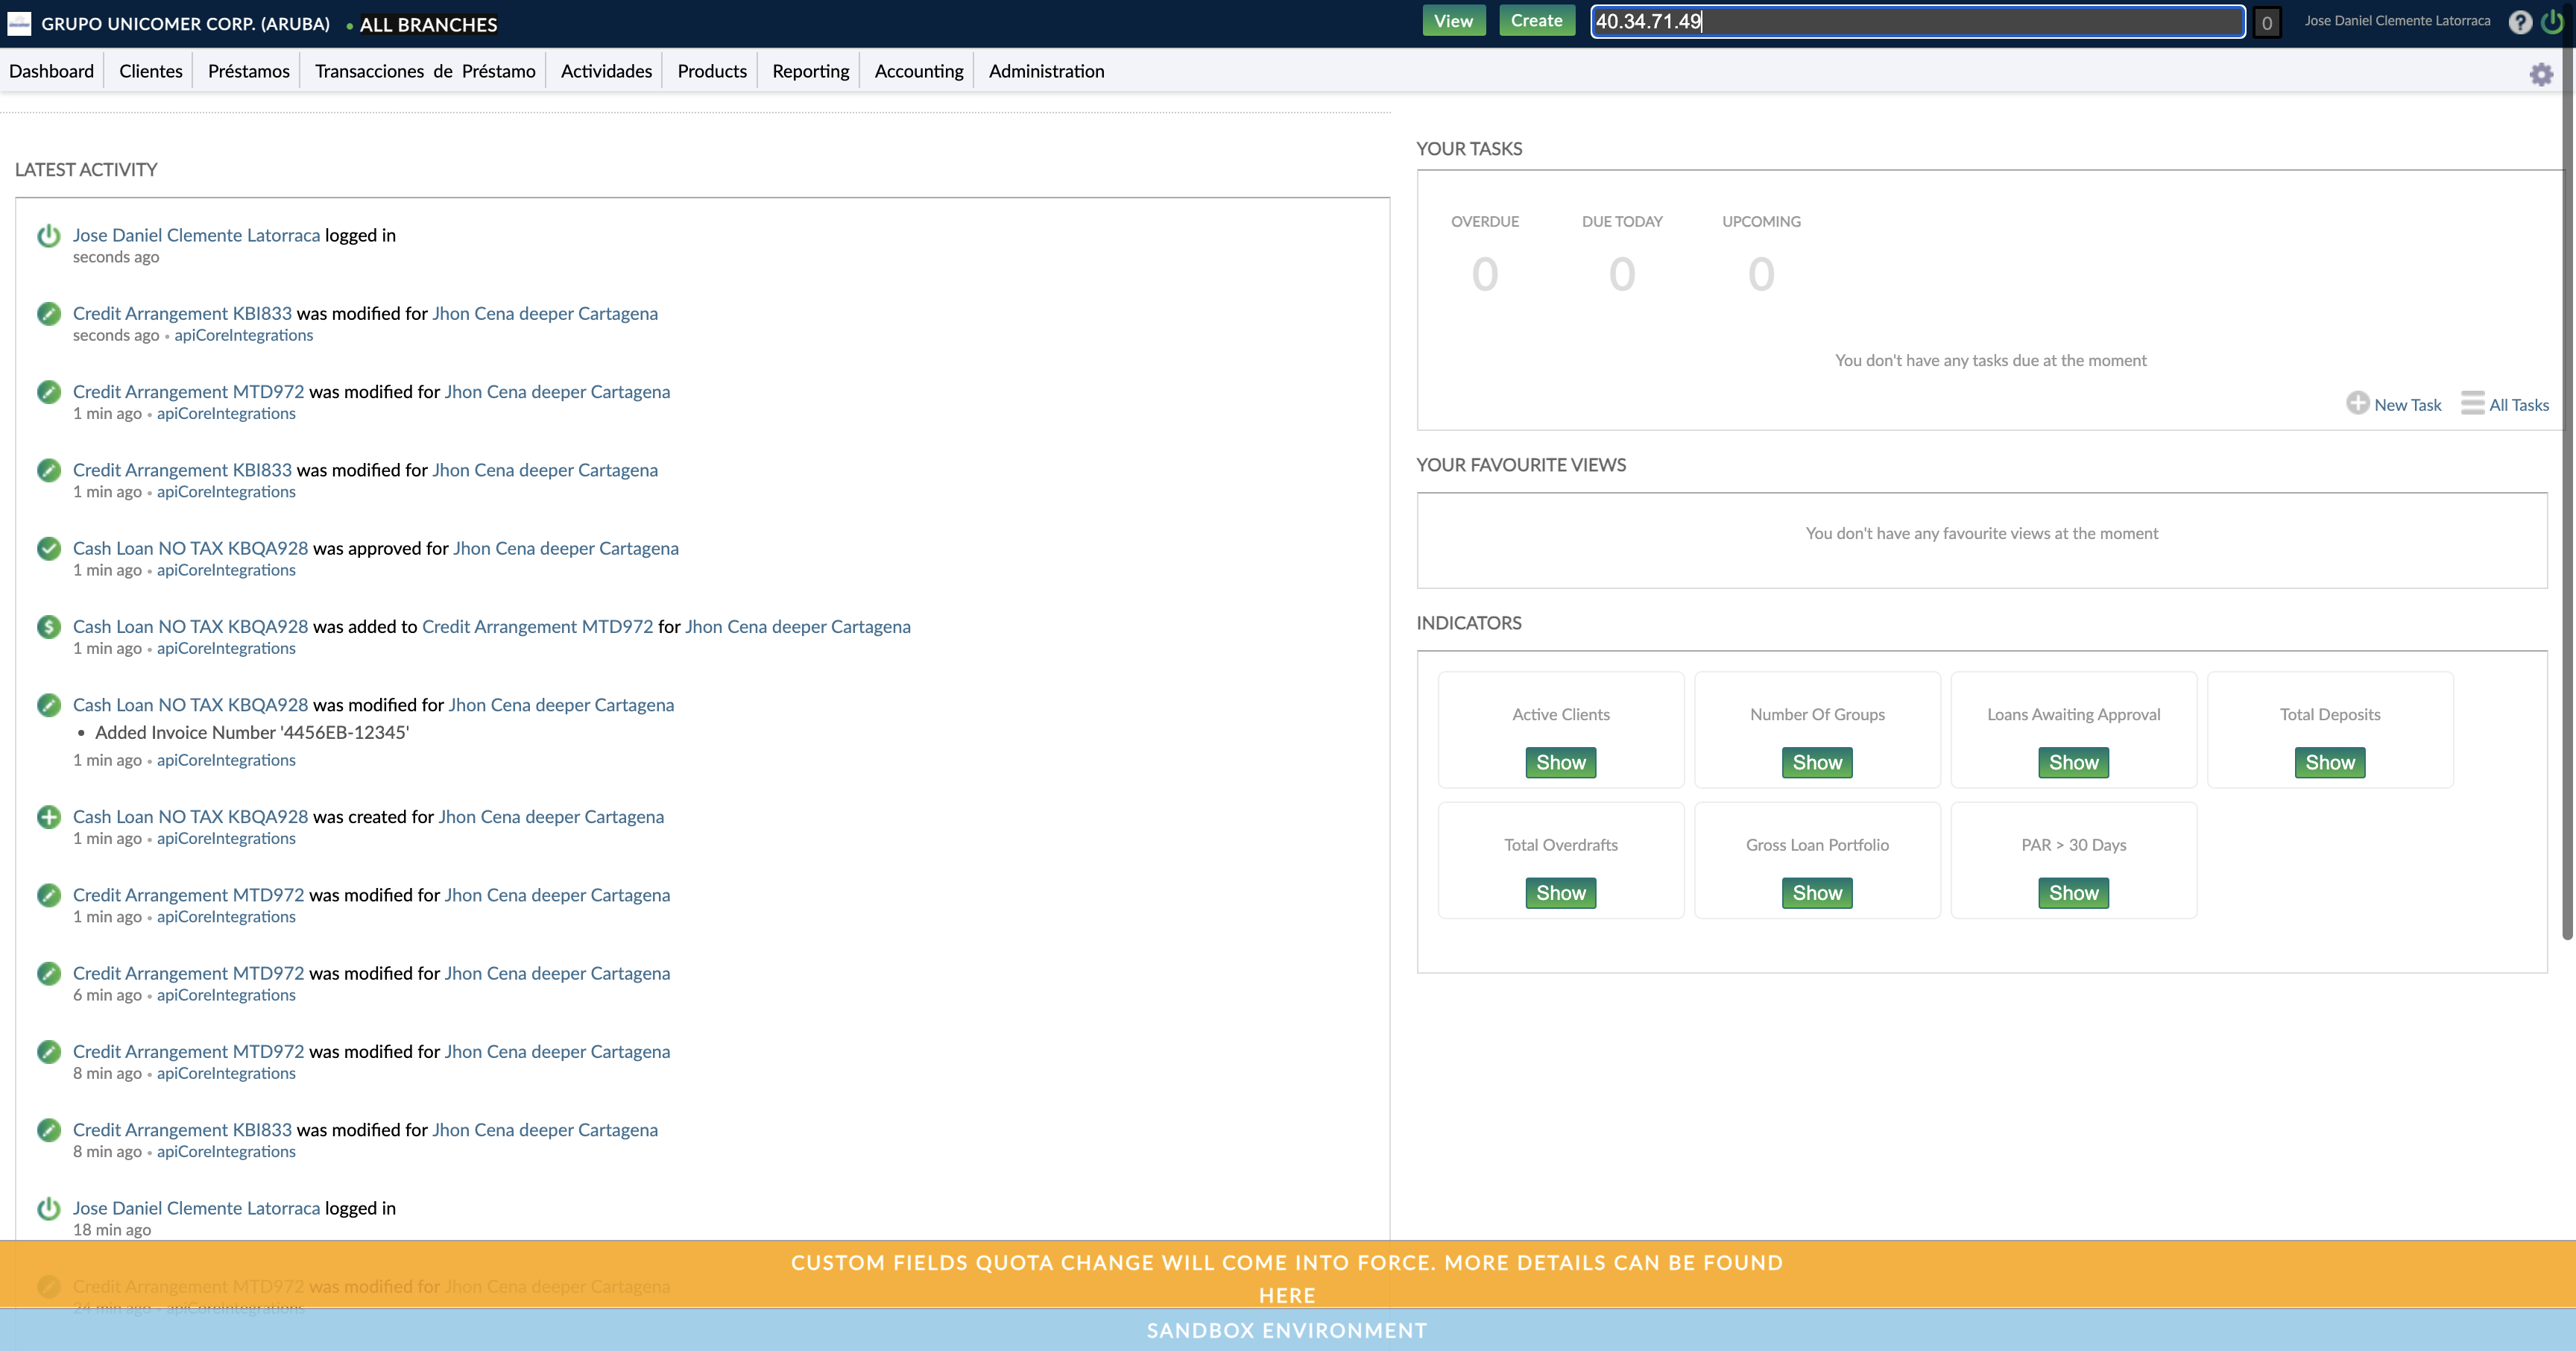 GRUPO UNICOMER CORP. (ARUBA) • ALL BRANCHES
View Create 40.34.71.49 0 Jose Daniel Clemente Latorraca ?
Dashboard Clientes Préstamos Transacciones de Préstamo Actividades Products Reporting Accounting Administration
LATEST ACTIVITY
Jose Daniel Clemente Latorraca logged in
seconds ago
Credit Arrangement KBI833 was modified for Jhon Cena deeper Cartagena
seconds ago • apiCoreIntegrations
Credit Arrangement MTD972 was modified for Jhon Cena deeper Cartagena
1 min ago • apiCoreIntegrations
Credit Arrangement KBI833 was modified for Jhon Cena deeper Cartagena
1 min ago • apiCoreIntegrations
Cash Loan NO TAX KBQA928 was approved for Jhon Cena deeper Cartagena
1 min ago • apiCoreIntegrations
Cash Loan NO TAX KBQA928 was added to Credit Arrangement MTD972 for Jhon Cena deeper Cartagena
1 min ago • apiCoreIntegrations
Cash Loan NO TAX KBQA928 was modified for Jhon Cena deeper Cartagena
• Added Invoice Number '4456EB-12345'
1 min ago • apiCoreIntegrations
Cash Loan NO TAX KBQA928 was created for Jhon Cena deeper Cartagena
1 min ago • apiCoreIntegrations
Credit Arrangement MTD972 was modified for Jhon Cena deeper Cartagena
1 min ago • apiCoreIntegrations
Credit Arrangement MTD972 was modified for Jhon Cena deeper Cartagena
6 min ago • apiCoreIntegrations
Credit Arrangement MTD972 was modified for Jhon Cena deeper Cartagena
8 min ago • apiCoreIntegrations
Credit Arrangement KBI833 was modified for Jhon Cena deeper Cartagena
8 min ago • apiCoreIntegrations
Jose Daniel Clemente Latorraca logged in
18 min ago
Credit Arrangement MTD972 was modified for Jhon Cena deeper Cartagena
24 min ago • apiCoreIntegrations
YOUR TASKS
OVERDUE DUE TODAY UPCOMING
0 0 0
You don't have any tasks due at the moment
New Task All Tasks
YOUR FAVOURITE VIEWS
You don't have any favourite views at the moment
INDICATORS
Active Clients Number Of Groups Loans Awaiting Approval Total Deposits
Show Show Show Show
Total Overdrafts Gross Loan Portfolio PAR > 30 Days
Show Show Show
CUSTOM FIELDS QUOTA CHANGE WILL COME INTO FORCE. MORE DETAILS CAN BE FOUND
HERE
SANDBOX ENVIRONMENT